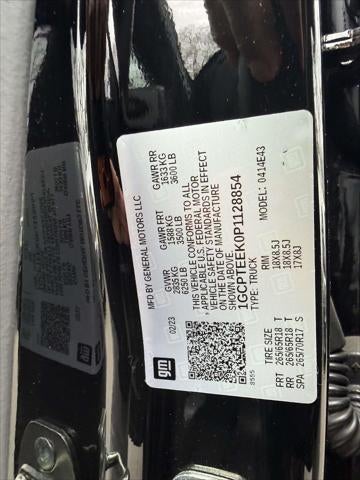 gm
MFD BY GENERAL MOTORS LLC
02/23
GVWR
2835 KG
6250 LB
GAWR FRT
1588 KG
3500 LB
GAWR RR
1633 KG
3600 LB
THIS VEHICLE CONFORMS TO ALL
APPLICABLE U.S. FEDERAL MOTOR
VEHICLE SAFETY STANDARDS IN EFFECT
ON THE DATE OF MANUFACTURE
SHOWN ABOVE.
1GCPTEEK0P1128854
TYPE: TRUCK
MODEL: 0414E43
8555
TIRE SIZE RIM
FRT 265/65R18 T 18X8.5J
RR 265/65R18 T 18X8.5J
SPA 265/70R17 S 17X8J